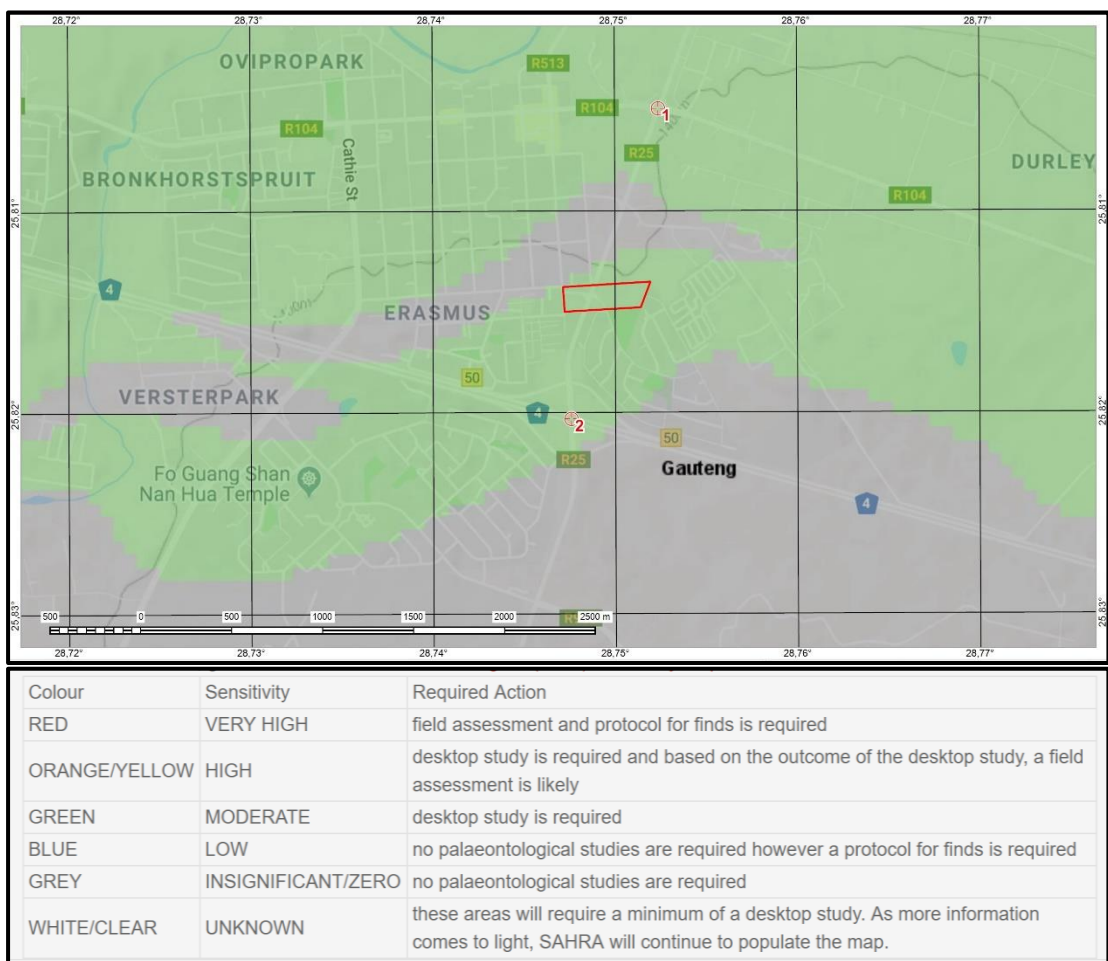 28,72° 28,73° 28,74° 28,75° 28,76° 28,77°
OVIPROPARK
R513
R104
1
R104
R25
Cathie St
DURLEY
BRONKHORSTSPRUIT
R104
25,81° 25,81°
4
ERASMUS
50
VERSTERPARK
25,82° 4 25,82°
2
50
R25
Gauteng
Fo Guang Shan
Nan Hua Temple
4
25,83° 25,83°
500 0 500 1000 1500 2000 2500 m
28,72° 28,73° 28,74° 28,75° 28,76° 28,77°
Colour Sensitivity Required Action
RED VERY HIGH field assessment and protocol for finds is required
ORANGE/YELLOW HIGH desktop study is required and based on the outcome of the desktop study, a field
assessment is likely
GREEN MODERATE desktop study is required
BLUE LOW no palaeontological studies are required however a protocol for finds is required
GREY INSIGNIFICANT/ZERO no palaeontological studies are required
WHITE/CLEAR UNKNOWN these areas will require a minimum of a desktop study. As more information
comes to light, SAHRA will continue to populate the map.